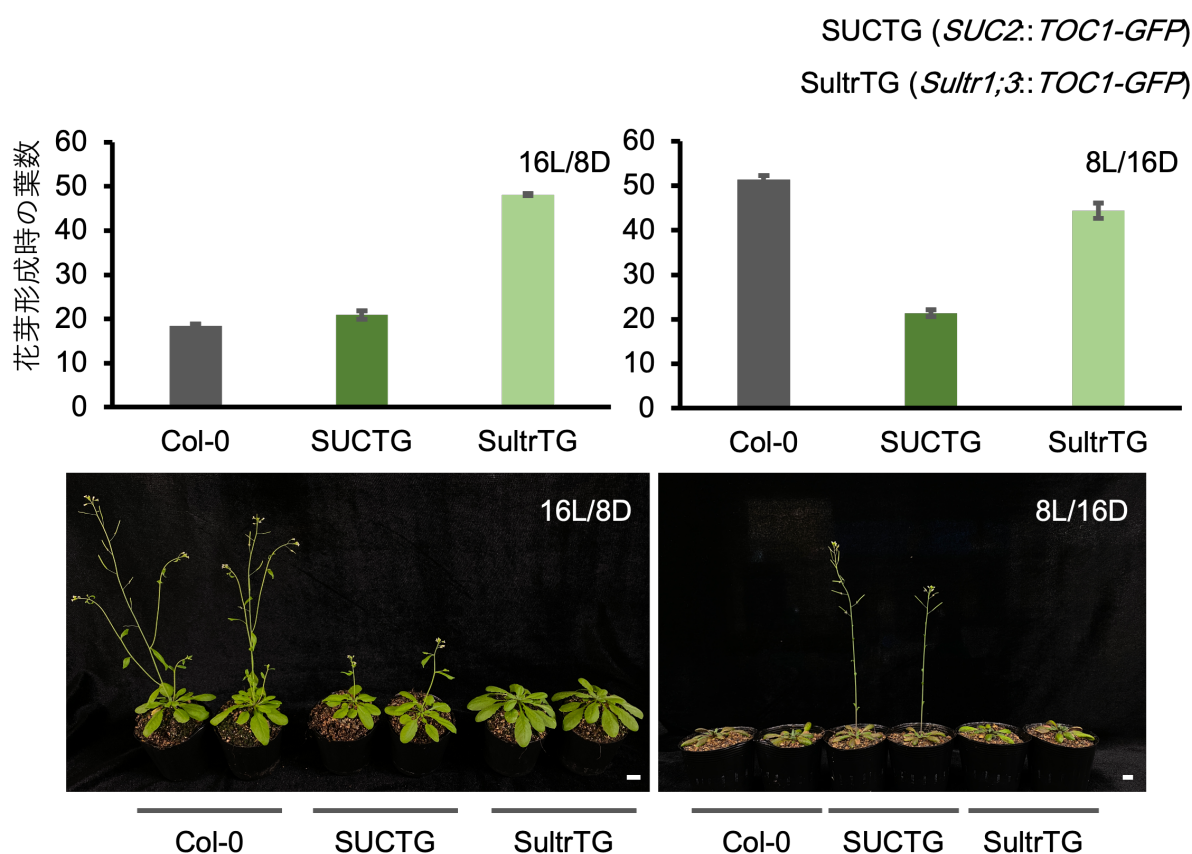 SUCTG (SUC2::TOC1-GFP)
SultrTG (Sultr1;3::TOC1-GFP)
花芽形成時の葉数
60
50
40
30
20
10
0
16L/8D
Col-0 SUCTG SultrTG
60
50
40
30
20
10
0
8L/16D
Col-0 SUCTG SultrTG
16L/8D
8L/16D
Col-0 SUCTG SultrTG
Col-0 SUCTG SultrTG